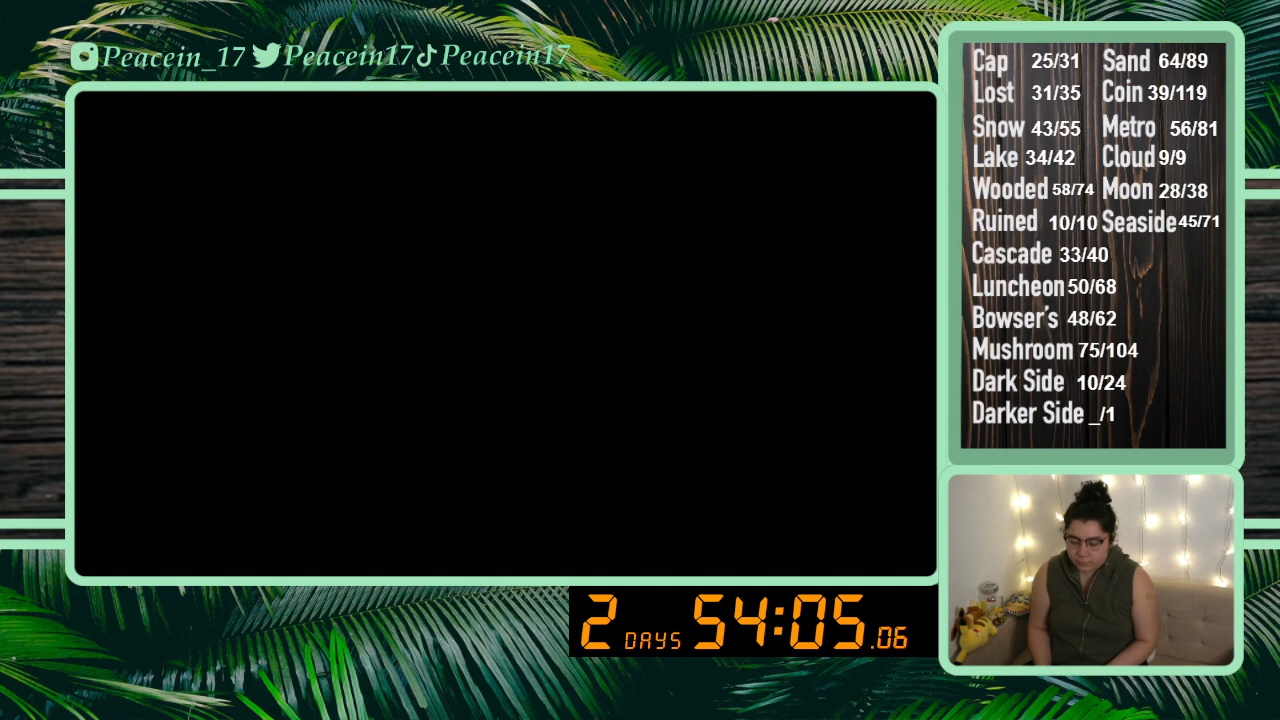 Peacein_17 Peacein17 Peacein17
Cap 25/31 Sand 64/89
Lost 31/35 Coin 39/119
Snow 43/55 Metro 56/81
Lake 34/42 Cloud 9/9
Wooded 58/74 Moon 28/38
Ruined 10/10 Seaside 45/71
Cascade 33/40
Luncheon 50/68
Bowser's 48/62
Mushroom 75/104
Dark Side 10/24
Darker Side _/1
2 DAYS 54:05.06